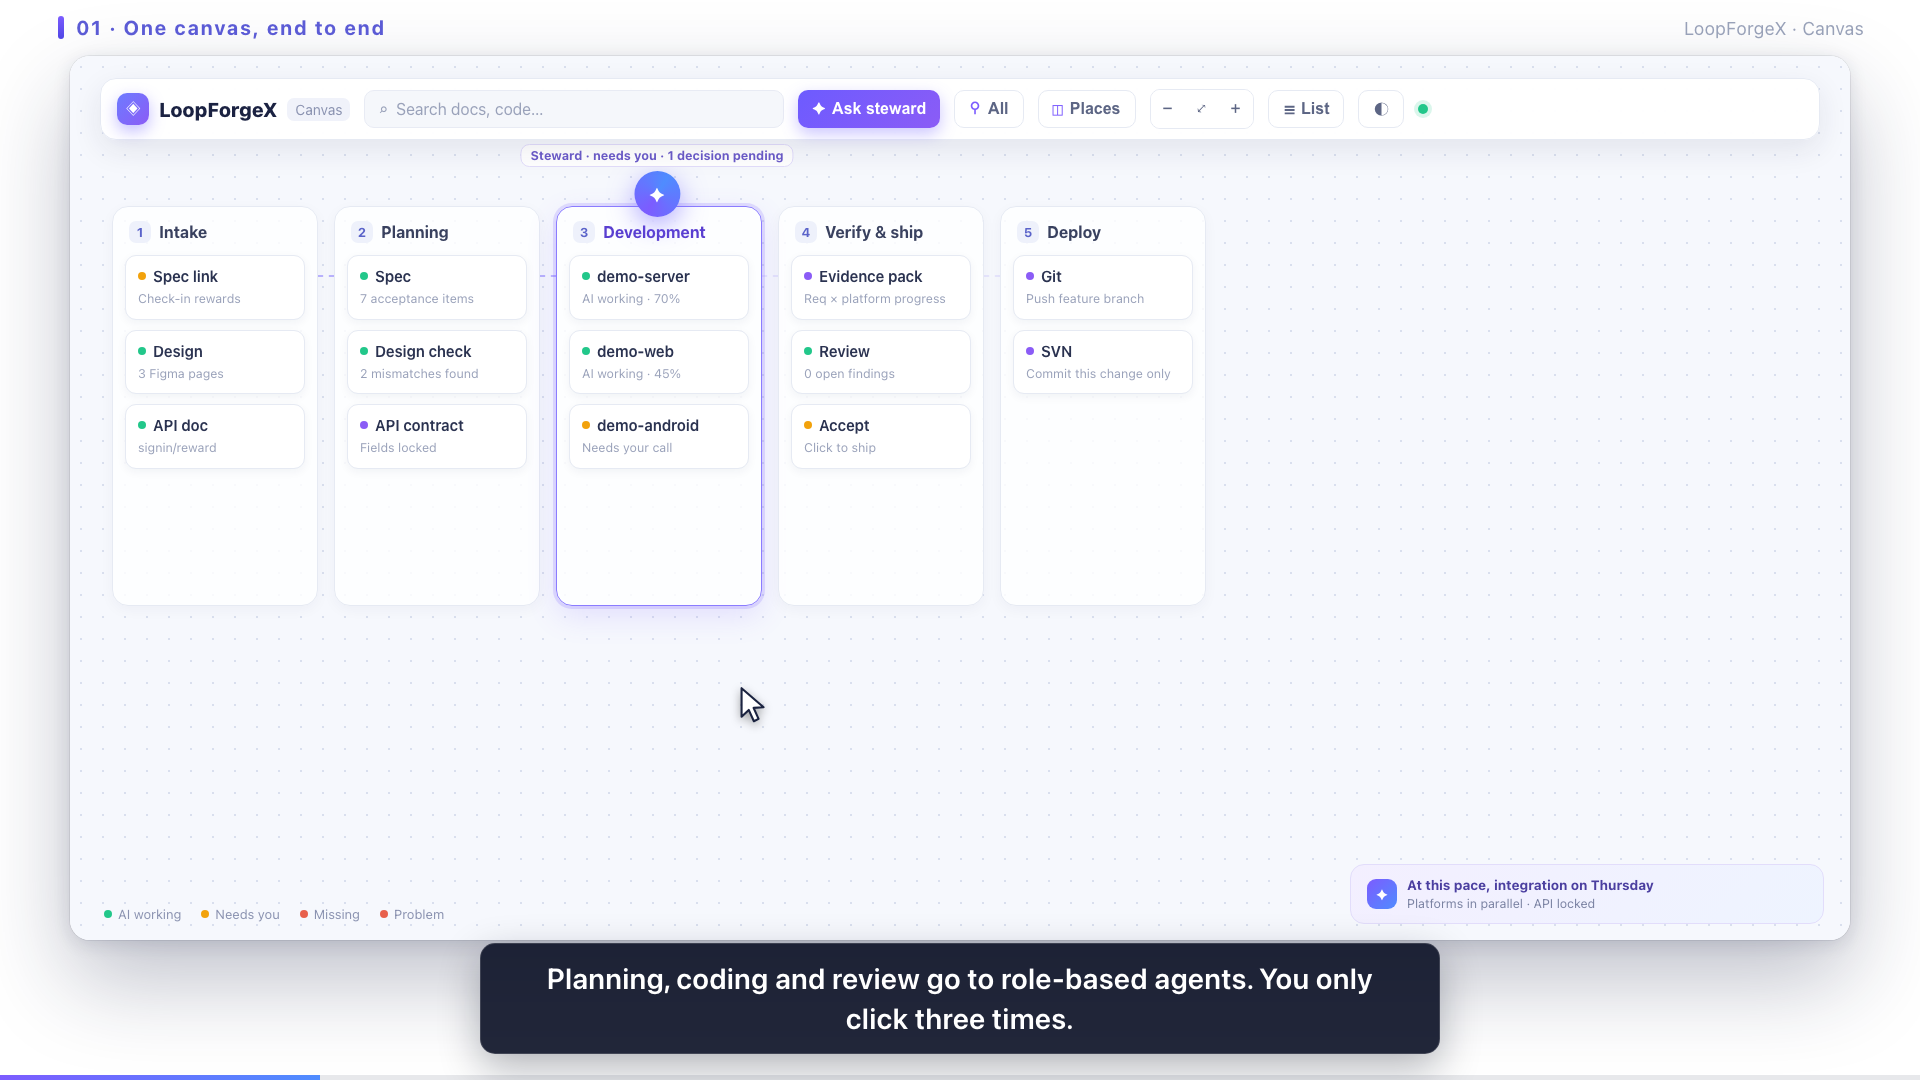 01 · One canvas, end to end
LoopForgeX · Canvas
LoopForgeX Canvas Search docs, code... Ask steward All Places − + List
Steward · needs you · 1 decision pending
1 Intake
Spec link
Check-in rewards
Design
3 Figma pages
API doc
signin/reward
2 Planning
Spec
7 acceptance items
Design check
2 mismatches found
API contract
Fields locked
3 Development
demo-server
AI working · 70%
demo-web
AI working · 45%
demo-android
Needs your call
4 Verify & ship
Evidence pack
Req × platform progress
Review
0 open findings
Accept
Click to ship
5 Deploy
Git
Push feature branch
SVN
Commit this change only
At this pace, integration on Thursday
Platforms in parallel · API locked
AI working Needs you Missing Problem
Planning, coding and review go to role-based agents. You only
click three times.